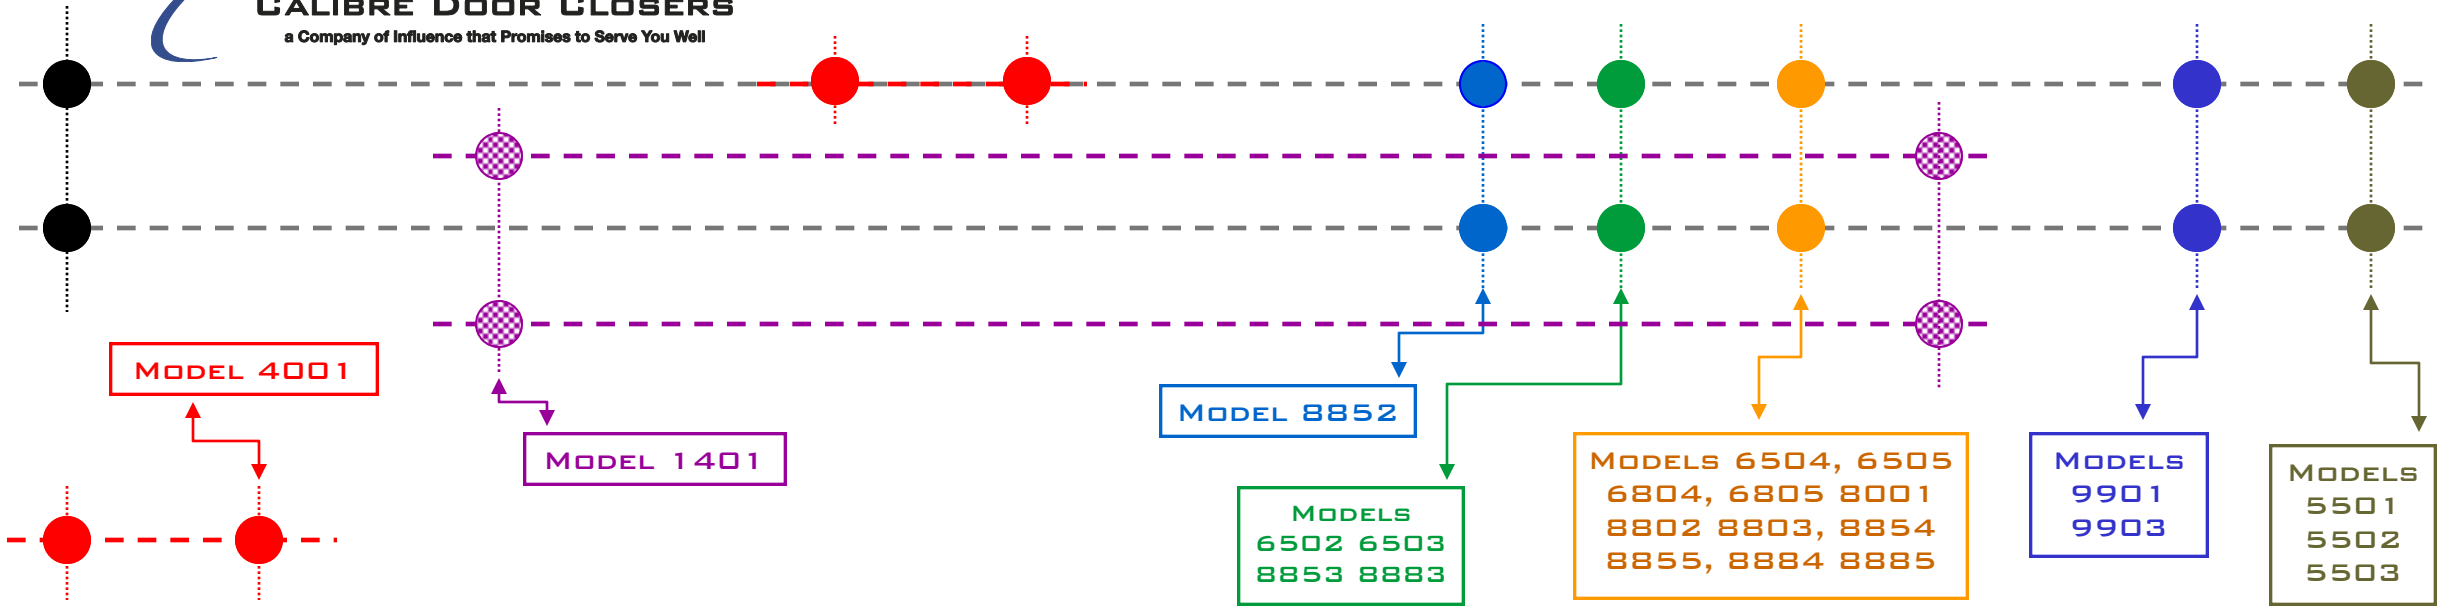 CALIBRE DOOR CLOSERS
a Company of Influence that Promises to Serve You Well
MODEL 4001
MODEL 1401
MODEL 8852
MODELS
6502 6503
8853 8883
MODELS 6504, 6505
6804, 6805 8001
8802 8803, 8854
8855, 8884 8885
MODELS
9901
9903
MODELS
5501
5502
5503